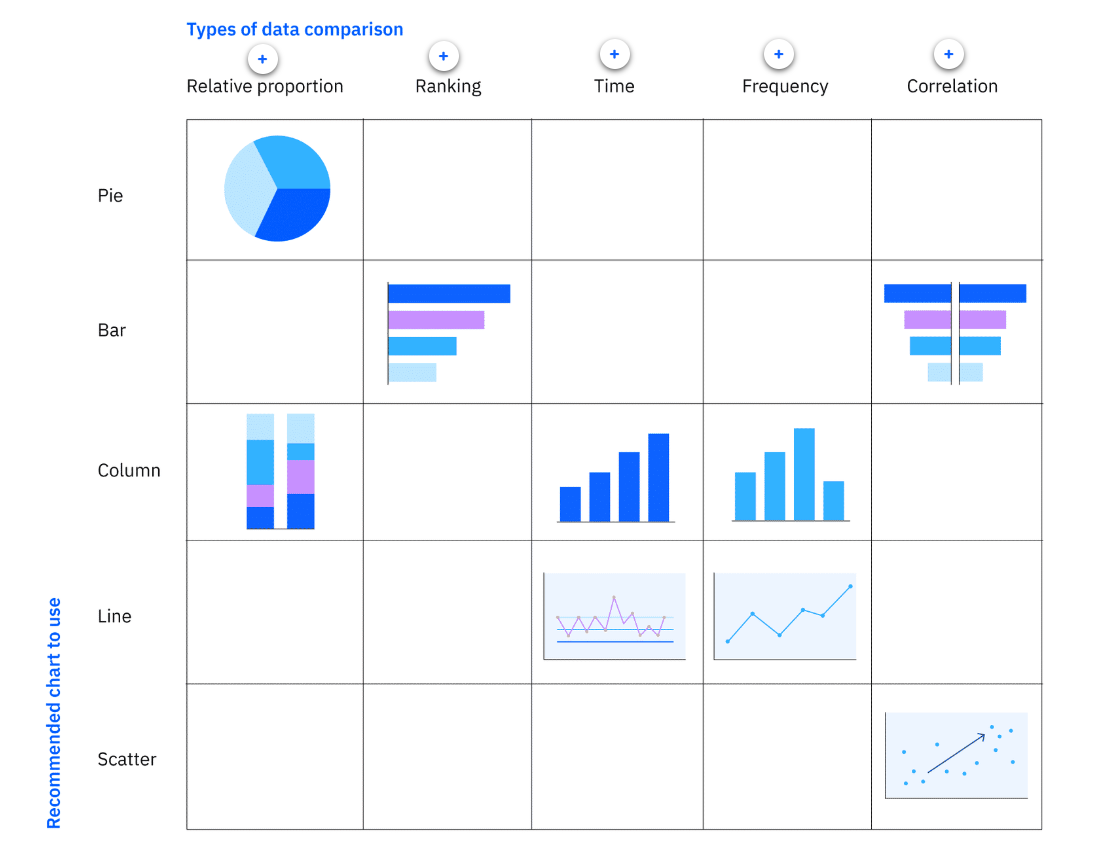 Types of data comparison
+ + + + +
Relative proportion Ranking Time Frequency Correlation
Pie
Bar
Column
Line
Scatter
Recommended chart to use